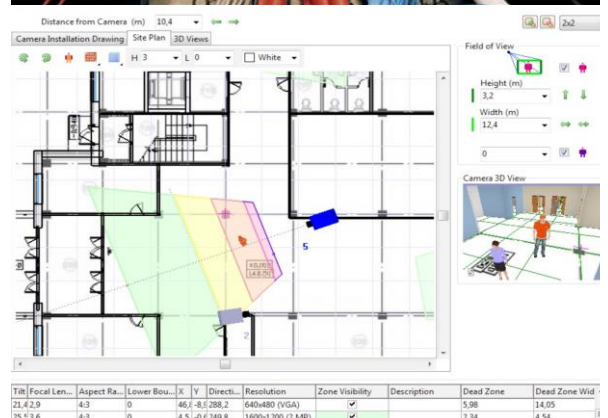 Distance from Camera (m) 10,4
2x2
Camera Installation Drawing Site Plan 3D Views
H 3 L 0 White
Field of View
Height (m)
3,2
Width (m)
12,4
0
Camera 3D View
5
2
Tilt Focal Len... Aspect Ra... Lower Bou... X Y Directi... Resolution Zone Visibility Description Dead Zone Dead Zone Wid
21,4 2,9 4:3 0 288,2 640x480 (VGA) 5,98 14,05
25,5 3,6 4:3 0 249,8 1600x1200 (2 MP) 2,34 4,54